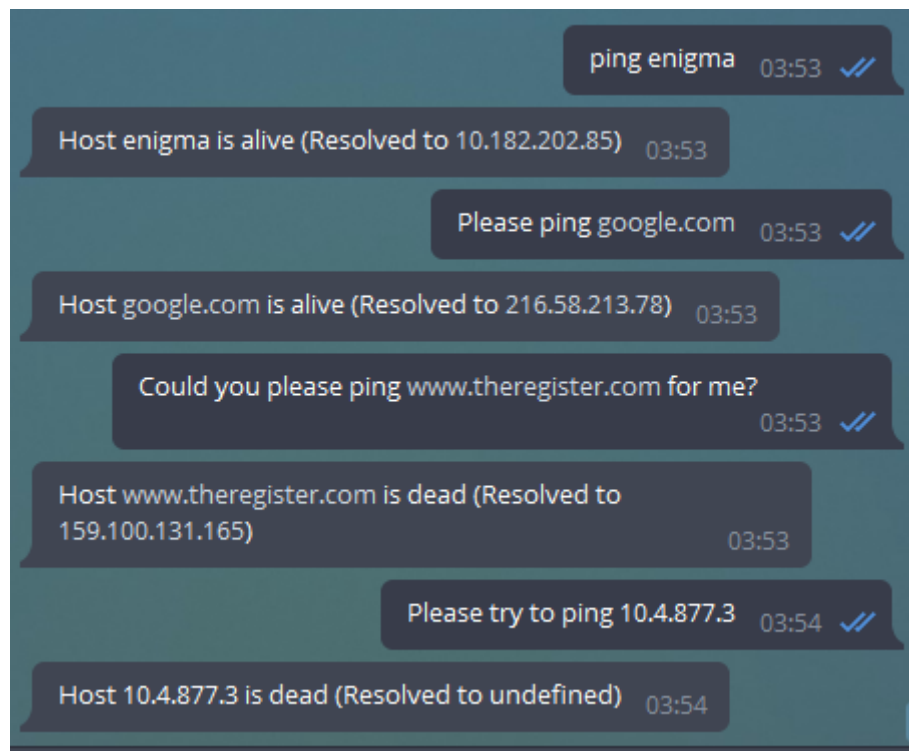 ping enigma 03:53
Host enigma is alive (Resolved to 10.182.202.85) 03:53
Please ping google.com 03:53
Host google.com is alive (Resolved to 216.58.213.78) 03:53
Could you please ping www.theregister.com for me?
03:53
Host www.theregister.com is dead (Resolved to
159.100.131.165) 03:53
Please try to ping 10.4.877.3 03:54
Host 10.4.877.3 is dead (Resolved to undefined) 03:54